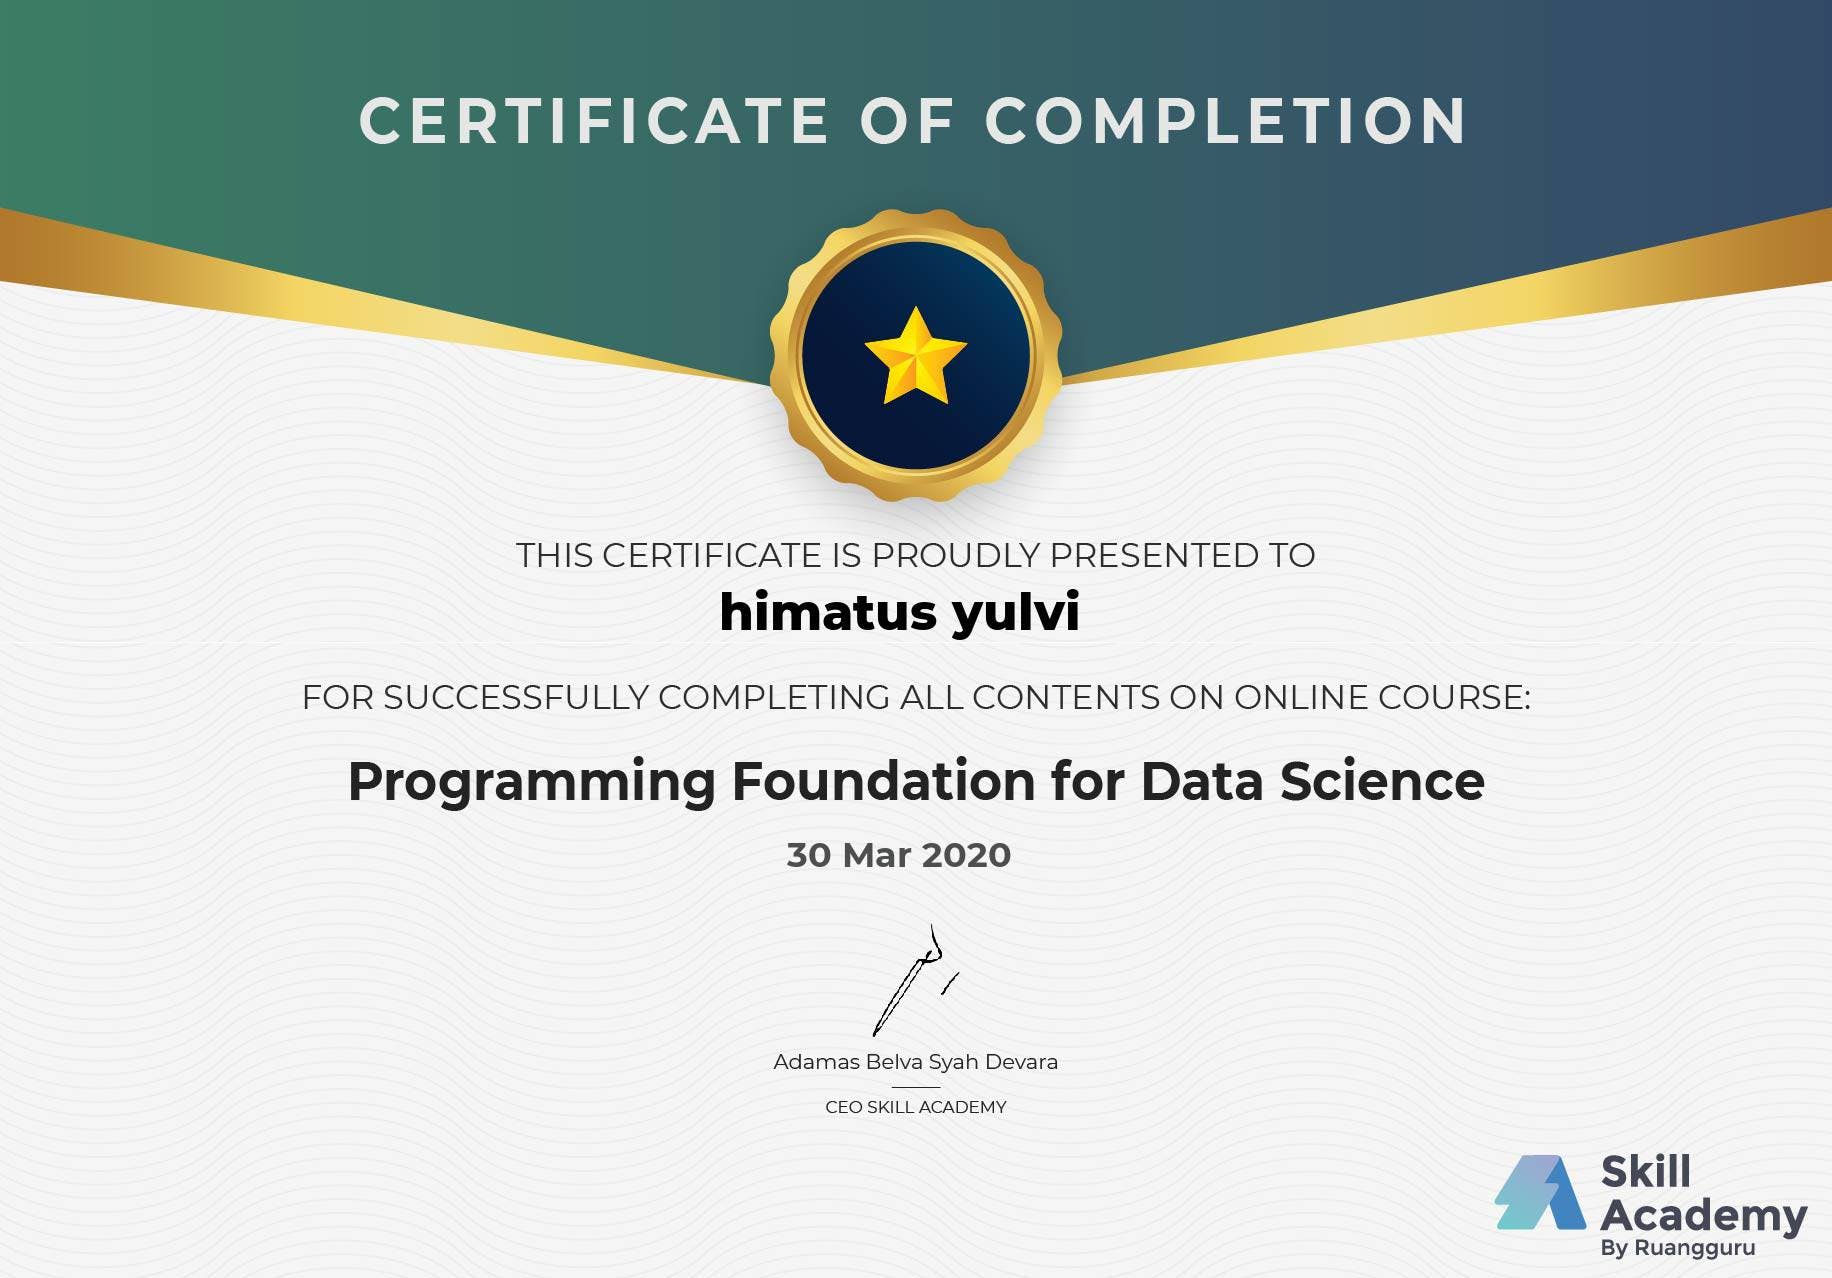 CERTIFICATE OF COMPLETION
THIS CERTIFICATE IS PROUDLY PRESENTED TO
himatus yulvi
FOR SUCCESSFULLY COMPLETING ALL CONTENTS ON ONLINE COURSE:
Programming Foundation for Data Science
30 Mar 2020
Adamas Belva Syah Devara
CEO SKILL ACADEMY
Skill
Academy
By Ruangguru